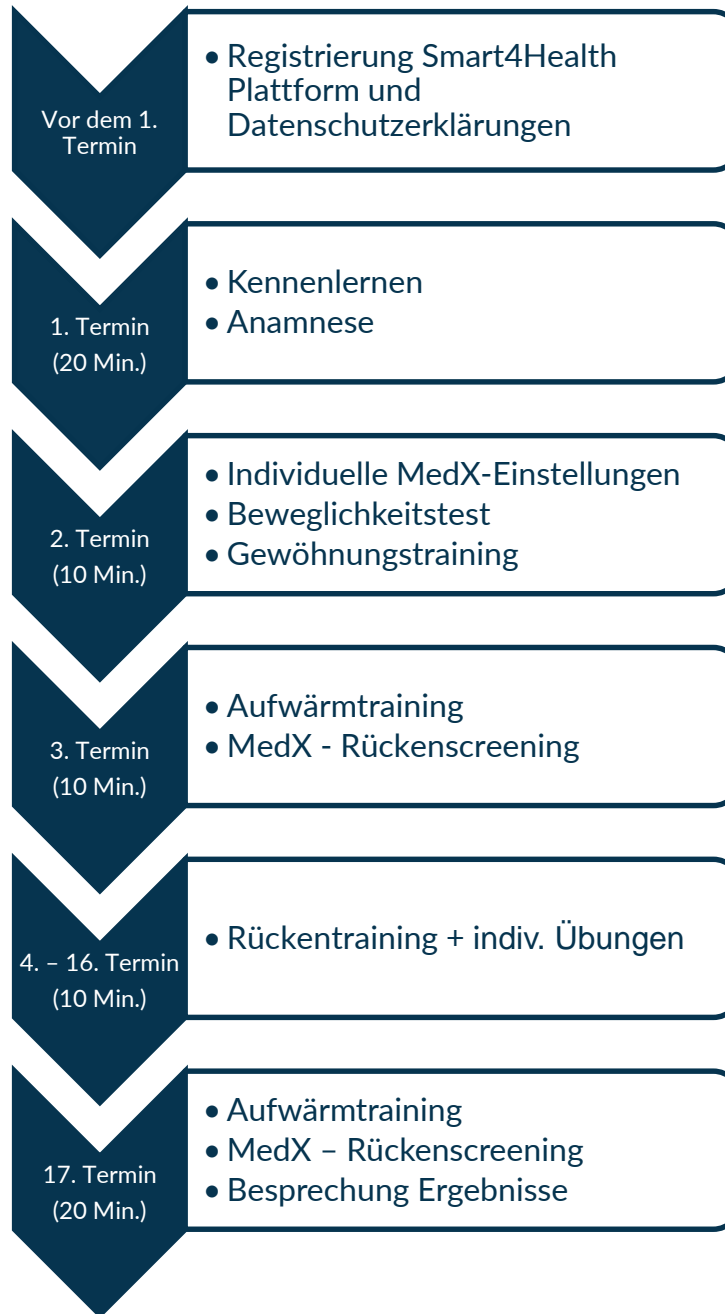 Vor dem 1.
Termin
• Registrierung Smart4Health
Plattform und
Datenschutzerklärungen
1. Termin
(20 Min.)
• Kennenlernen
• Anamnese
2. Termin
(10 Min.)
• Individuelle MedX-Einstellungen
• Beweglichkeitstest
• Gewöhnungstraining
3. Termin
(10 Min.)
• Aufwärmtraining
• MedX - Rückenscreening
4. – 16. Termin
(10 Min.)
• Rückentraining + indiv. Übungen
17. Termin
(20 Min.)
• Aufwärmtraining
• MedX – Rückenscreening
• Besprechung Ergebnisse